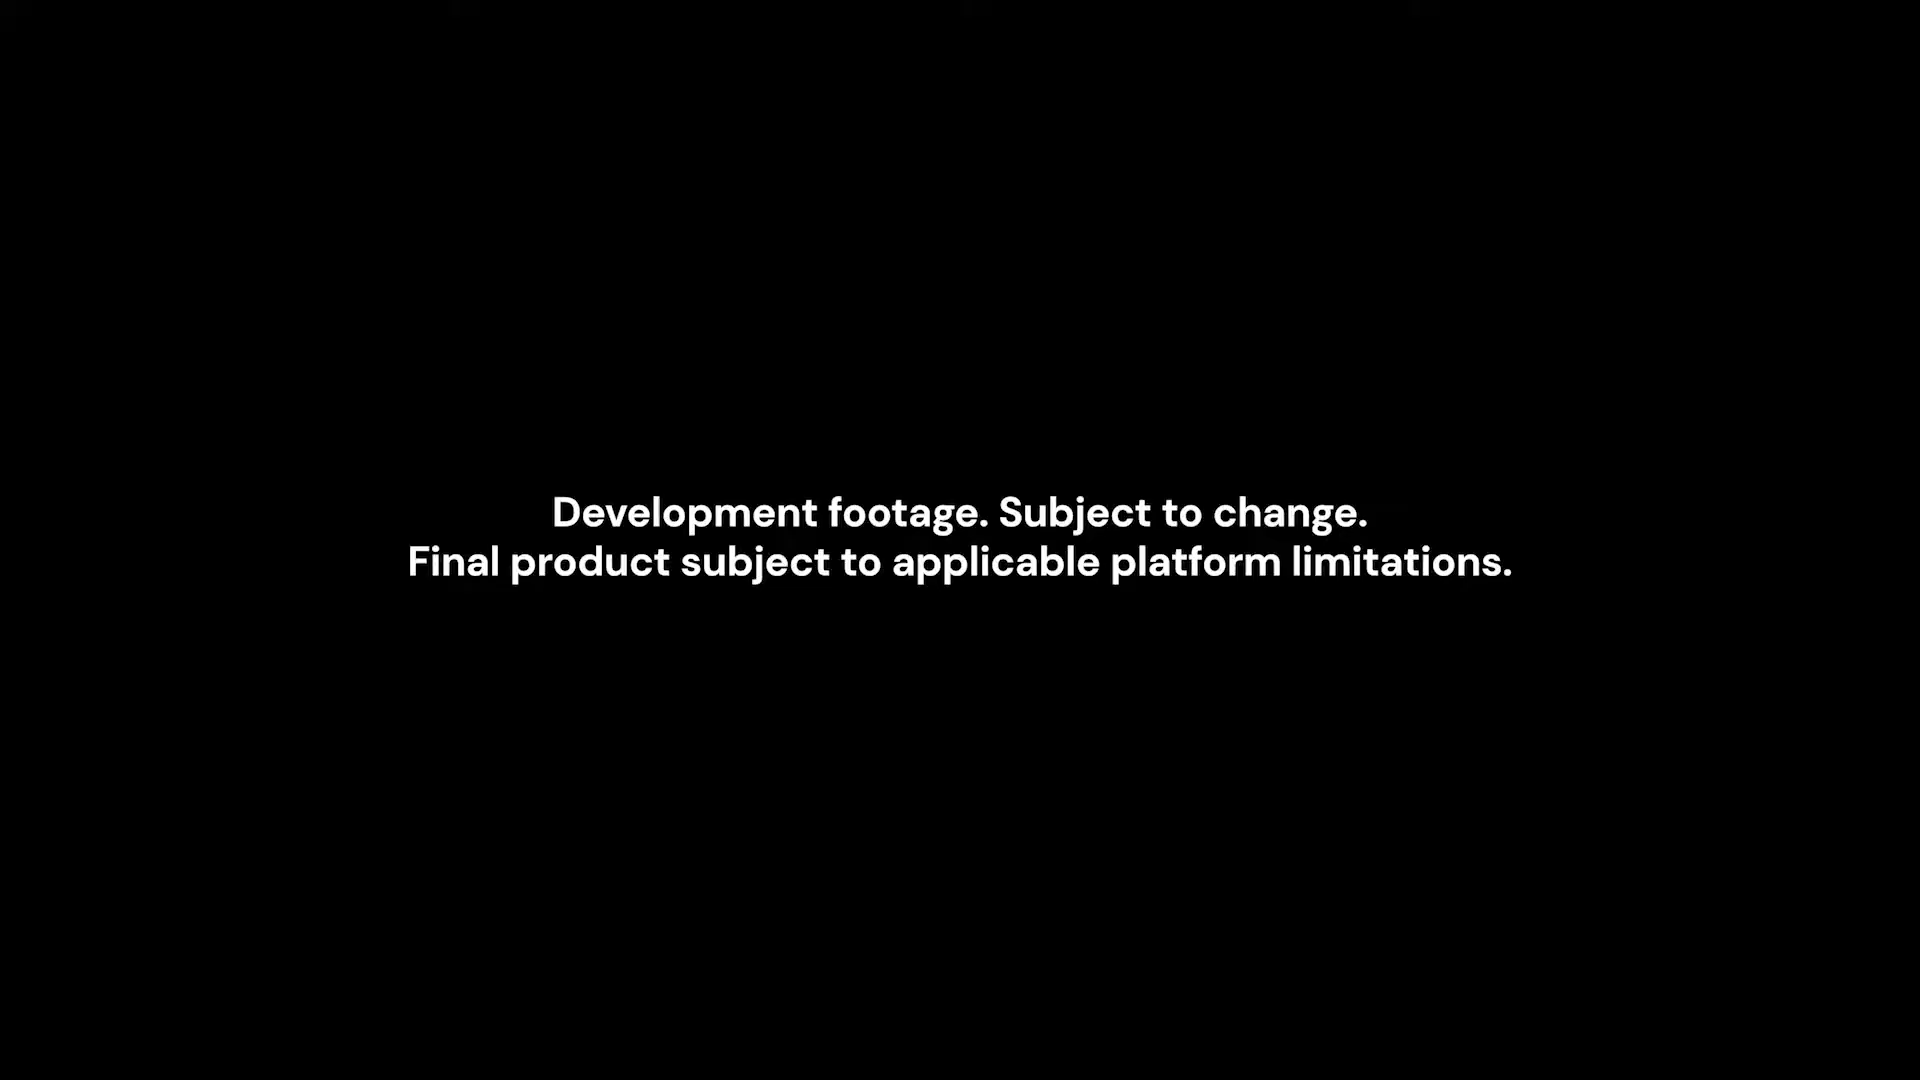 Development footage. Subject to change.
Final product subject to applicable platform limitations.